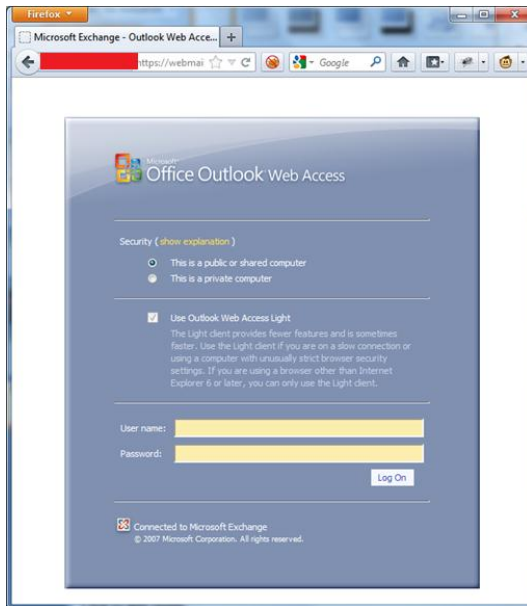 Firefox
Microsoft Exchange - Outlook Web Acce...
https://webmai
Google
Microsoft
Office Outlook Web Access
Security ( show explanation )
This is a public or shared computer
This is a private computer
Use Outlook Web Access Light
The Light client provides fewer features and is sometimes
faster. Use the Light client if you are on a slow connection or
using a computer with unusually strict browser security
settings. If you are using a browser other than Internet
Explorer 6 or later, you can only use the Light client.
User name:
Password:
Log On
Connected to Microsoft Exchange
© 2007 Microsoft Corporation. All rights reserved.